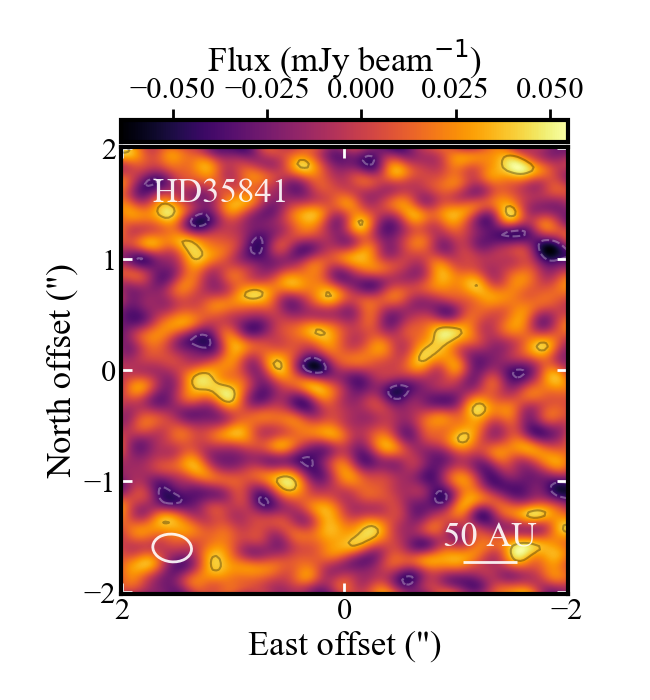 Flux (mJy beam⁻¹)
−0.050 −0.025 0.000 0.025 0.050
HD35841
2
1
0
−1
−2
North offset (")
50 AU
2 0 −2
East offset (")